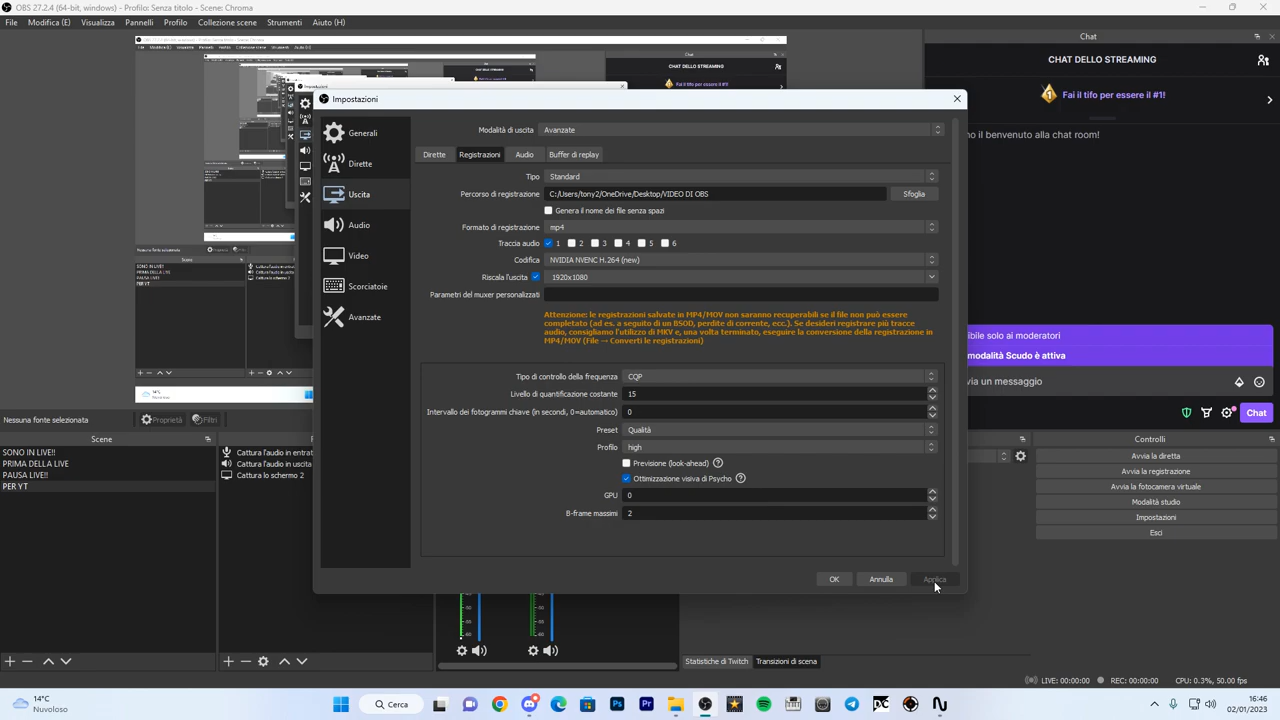 OBS 27.2.4 (64-bit, windows) - Profilo: Senza titolo - Scene: Chroma
File Modifica (E) Visualizza Pannelli Profilo Collezione scene Strumenti Aiuto (H)
Chat
CHAT DELLO STREAMING
Fai il tifo per essere il #1!
CHAT DELLO STREAMING
Fai il tifo per essere il #1!
Impostazioni
no il benvenuto alla chat room!
Generali
Dirette
Uscita
Audio
Video
Scorciatoie
Avanzate
Modalità di uscita Avanzate
Dirette Registrazioni Audio Buffer di replay
Tipo Standard
Percorso di registrazione C:/Users/tony2/OneDrive/Desktop/VIDEO DI OBS Sfoglia
Genera il nome dei file senza spazi
Formato di registrazione mp4
Traccia audio 1 2 3 4 5 6
Codifica NVIDIA NVENC H.264 (new)
Riscala l'uscita 1920x1080
Parametri del muxer personalizzati
Attenzione: le registrazioni salvate in MP4/MOV non saranno recuperabili se il file non può essere
completato (ad es. a seguito di un BSOD, perdite di corrente, ecc.). Se desideri registrare più tracce
audio, consigliamo l'utilizzo di MKV e, una volta terminato, eseguire la conversione della registrazione in
MP4/MOV (File → Converti le registrazioni)
Tipo di controllo della frequenza CQP
Livello di quantificazione costante 15
Intervallo dei fotogrammi chiave (in secondi, 0=automatico) 0
Preset Qualità
Profilo high
Previsione (look-ahead) ?
Ottimizzazione visiva di Psycho ?
GPU 0
B-frame massimi 2
OK Annulla Applica
ibile solo ai moderatori
modalità Scudo è attiva
via un messaggio
Chat
Nessuna fonte selezionata Proprietà Filtri
Scene
SONO IN LIVE!!
PRIMA DELLA LIVE
PAUSA LIVE!!
PER YT
Cattura l'audio in entrat
Cattura l'audio in uscita
Cattura lo schermo 2
Controlli
Avvia la diretta
Avvia la registrazione
Avvia la fotocamera virtuale
Modalità studio
Impostazioni
Esci
Statistiche di Twitch Transizioni di scena
LIVE: 00:00:00 REC: 00:00:00 CPU: 0.3%, 50.00 fps
14°C
Nuvoloso
Cerca
16:46
02/01/2023